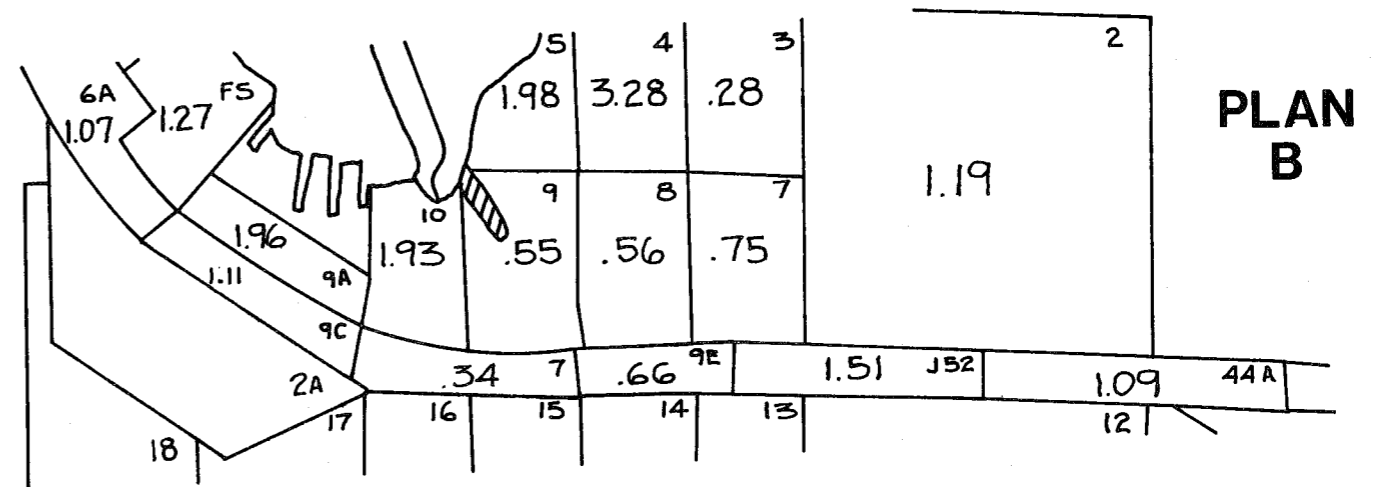 5 4 3 2
6A FS
1.07 1.27 1.98 3.28 .28
PLAN
B
1.19
10 9 8 7
1.96 1.93 .55 .56 .75
1.11 9A
9C
.34 7 .66 9E 1.51 J52 1.09 44A
2A
17 16 15 14 13 12
18